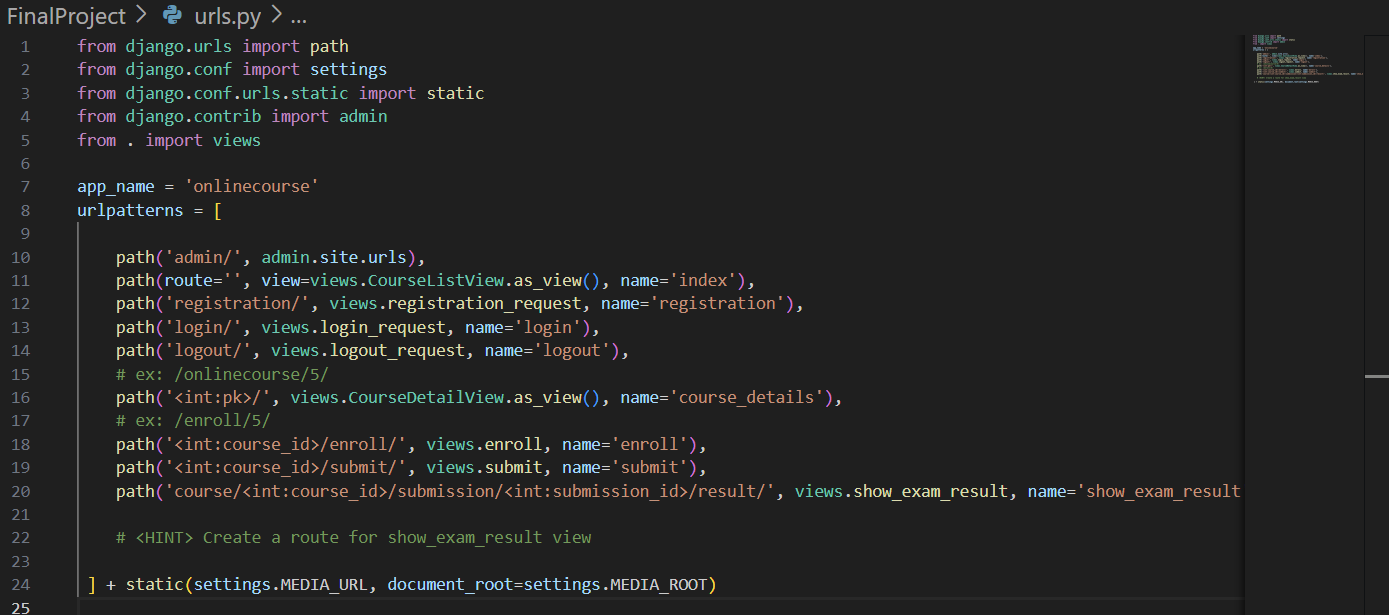 FinalProject > urls.py > ...
1 from django.urls import path
2 from django.conf import settings
3 from django.conf.urls.static import static
4 from django.contrib import admin
5 from . import views
6
7 app_name = 'onlinecourse'
8 urlpatterns = [
9
10 path('admin/', admin.site.urls),
11 path(route='', view=views.CourseListView.as_view(), name='index'),
12 path('registration/', views.registration_request, name='registration'),
13 path('login/', views.login_request, name='login'),
14 path('logout/', views.logout_request, name='logout'),
15 # ex: /onlinecourse/5/
16 path('<int:pk>/', views.CourseDetailView.as_view(), name='course_details'),
17 # ex: /enroll/5/
18 path('<int:course_id>/enroll/', views.enroll, name='enroll'),
19 path('<int:course_id>/submit/', views.submit, name='submit'),
20 path('course/<int:course_id>/submission/<int:submission_id>/result/', views.show_exam_result, name='show_exam_result
21
22 # <HINT> Create a route for show_exam_result view
23
24 ] + static(settings.MEDIA_URL, document_root=settings.MEDIA_ROOT)
25